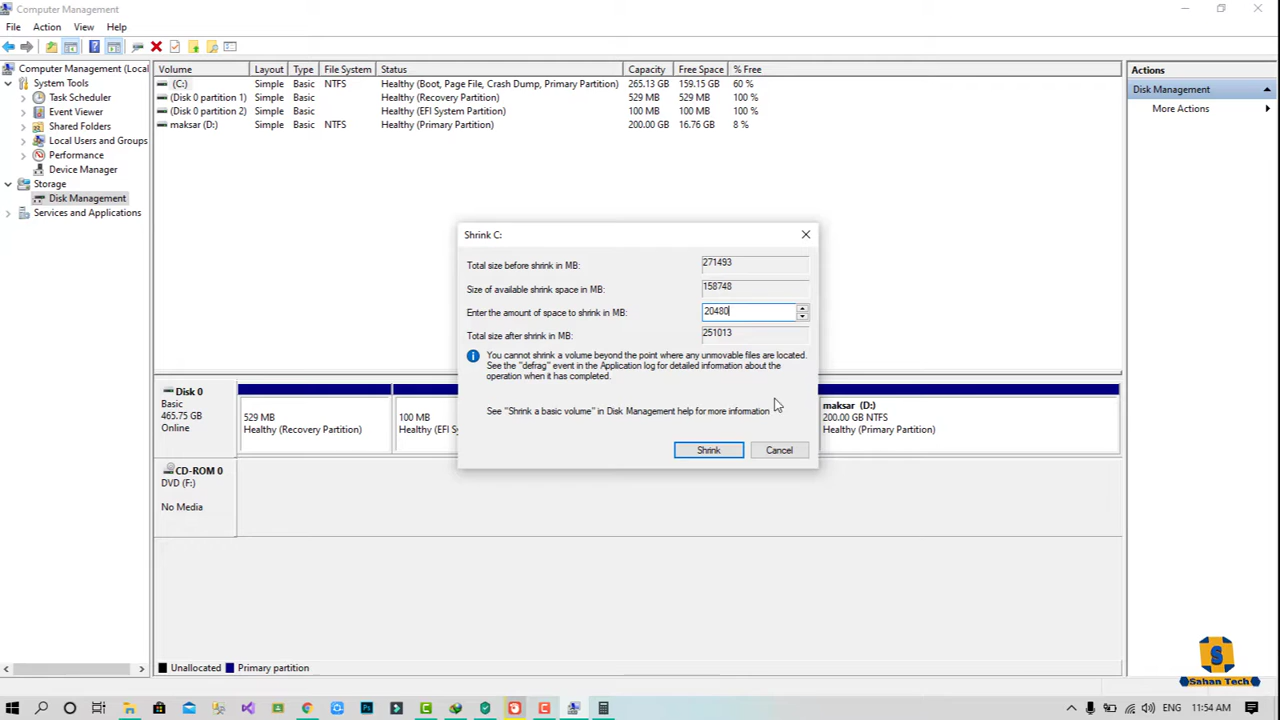 Computer Management
File Action View Help
Computer Management (Local
System Tools
Task Scheduler
Event Viewer
Shared Folders
Local Users and Groups
Performance
Device Manager
Storage
Disk Management
Services and Applications
Volume Layout Type File System Status Capacity Free Space % Free
(C:) Simple Basic NTFS Healthy (Boot, Page File, Crash Dump, Primary Partition) 265.13 GB 159.15 GB 60 %
(Disk 0 partition 1) Simple Basic Healthy (Recovery Partition) 529 MB 529 MB 100 %
(Disk 0 partition 2) Simple Basic Healthy (EFI System Partition) 100 MB 100 MB 100 %
maksar (D:) Simple Basic NTFS Healthy (Primary Partition) 200.00 GB 16.76 GB 8 %
Actions
Disk Management
More Actions
Shrink C:
Total size before shrink in MB: 271493
Size of available shrink space in MB: 158748
Enter the amount of space to shrink in MB: 20480
Total size after shrink in MB: 251013
You cannot shrink a volume beyond the point where any unmovable files are located.
See the "defrag" event in the Application log for detailed information about the
operation when it has completed.
See "Shrink a basic volume" in Disk Management help for more information
Shrink Cancel
Disk 0
Basic
465.75 GB
Online
529 MB
Healthy (Recovery Partition)
100 MB
Healthy (EFI S
maksar (D:)
200.00 GB NTFS
Healthy (Primary Partition)
CD-ROM 0
DVD (F:)
No Media
Unallocated Primary partition
S
Sahan Tech
Ps
ENG 11:54 AM